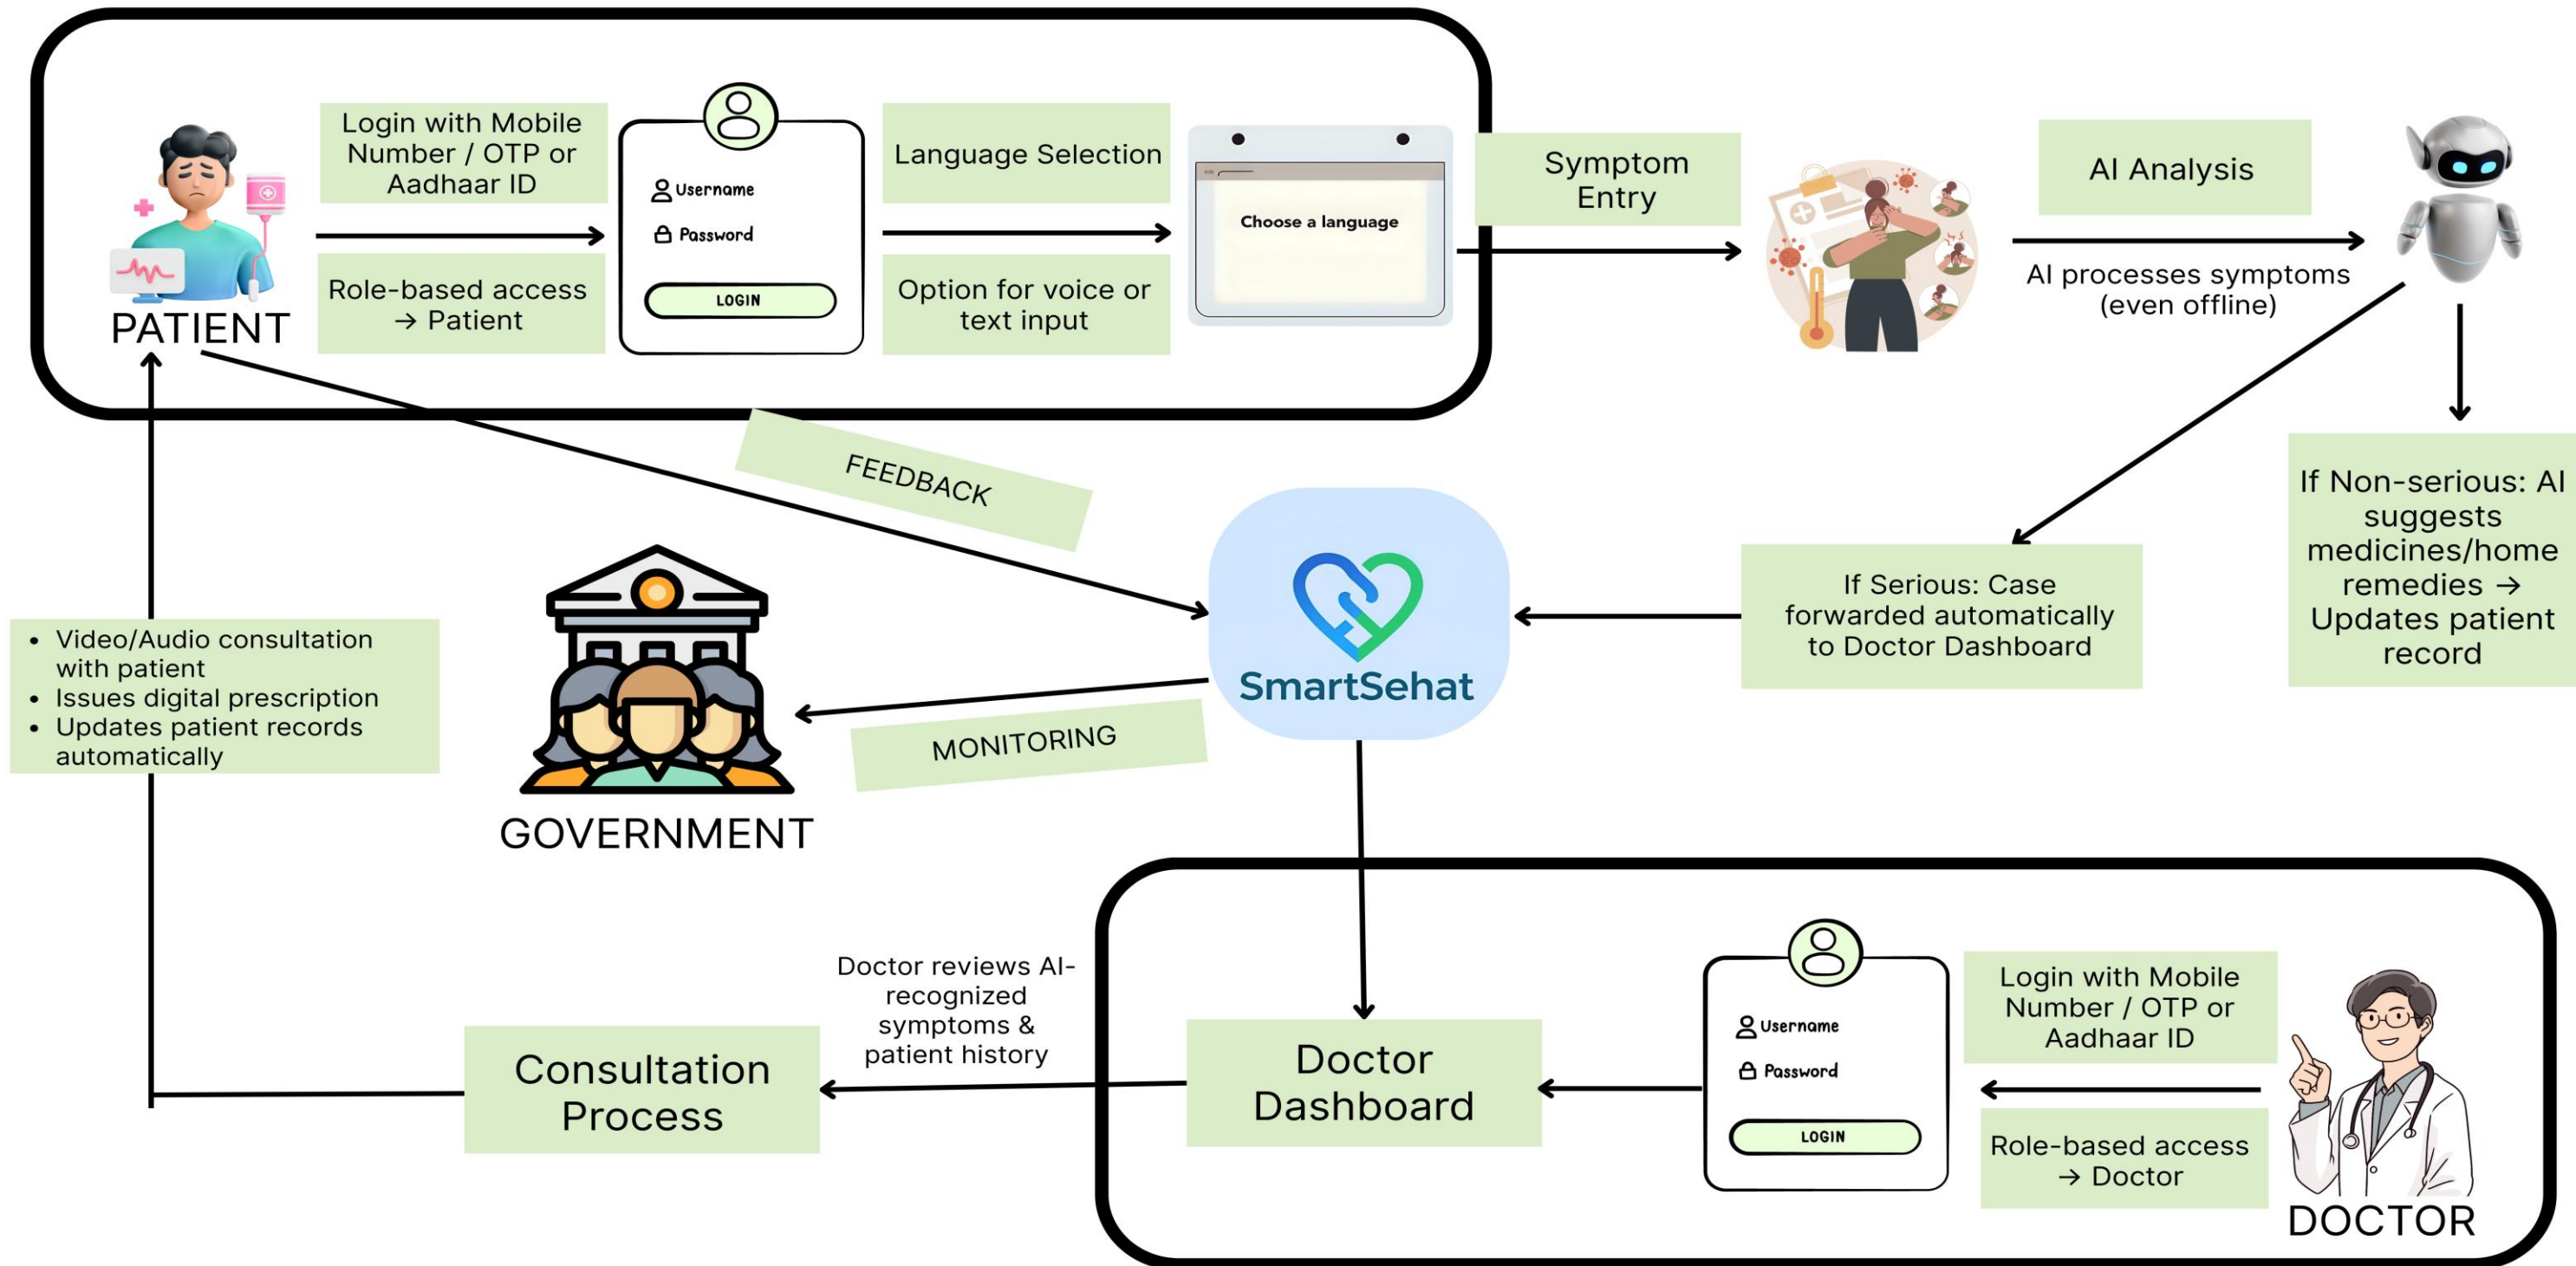 Login with Mobile
Number / OTP or
Aadhaar ID
Role-based access
→ Patient
PATIENT
Username
Password
LOGIN
Language Selection
Option for voice or
text input
Choose a language
Symptom
Entry
AI Analysis
AI processes symptoms
(even offline)
If Non-serious: AI
suggests
medicines/home
remedies →
Updates patient
record
If Serious: Case
forwarded automatically
to Doctor Dashboard
FEEDBACK
SmartSehat
MONITORING
GOVERNMENT
• Video/Audio consultation
with patient
• Issues digital prescription
• Updates patient records
automatically
Doctor reviews AI-
recognized
symptoms &
patient history
Consultation
Process
Doctor
Dashboard
Username
Password
LOGIN
Login with Mobile
Number / OTP or
Aadhaar ID
Role-based access
→ Doctor
DOCTOR